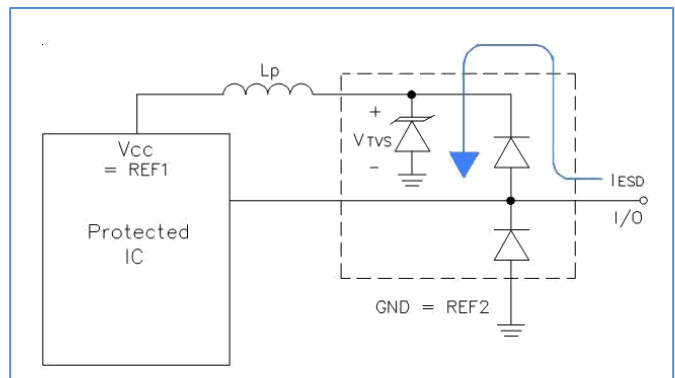 Lp
+
VTVS
-
Vcc
= REF1
Protected
IC
IESD
I/O
GND = REF2